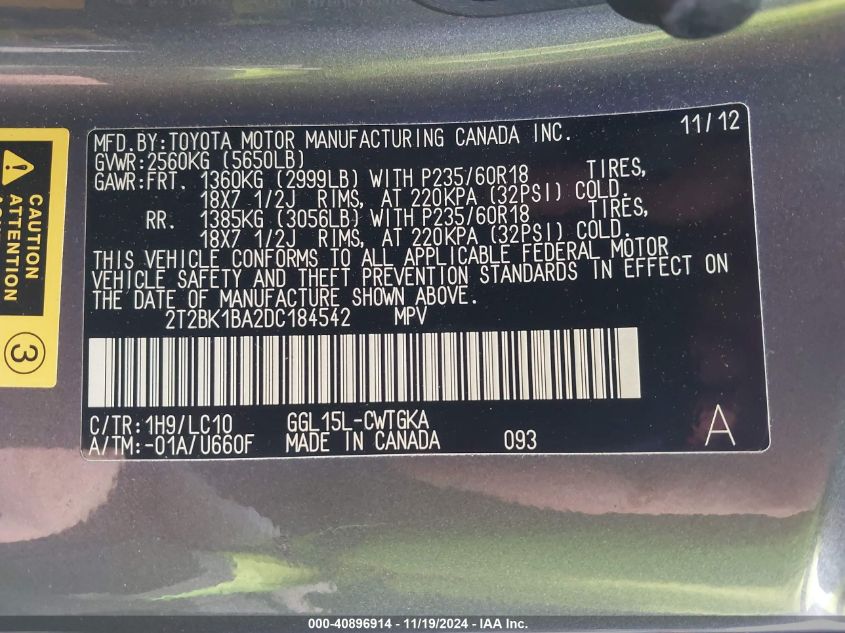 MFD.BY:TOYOTA MOTOR MANUFACTURING CANADA INC. 11/12
GVWR:2560KG (5650LB)
GAWR:FRT. 1360KG (2999LB) WITH P235/60R18 TIRES,
18X7 1/2J RIMS, AT 220KPA (32PSI) COLD.
RR. 1385KG (3056LB) WITH P235/60R18 TIRES,
18X7 1/2J RIMS, AT 220KPA (32PSI) COLD.
THIS VEHICLE CONFORMS TO ALL APPLICABLE FEDERAL MOTOR
VEHICLE SAFETY AND THEFT PREVENTION STANDARDS IN EFFECT ON
THE DATE OF MANUFACTURE SHOWN ABOVE.
2T2BK1BA2DC184542 MPV
C/TR:1H9/LC10 GGL15L-CWTGKA
A/TM:-01A/U660F MADE IN CANADA 093 A
CAUTION
ATTENTION
3
000-40896914 - 11/19/2024 - IAA Inc.